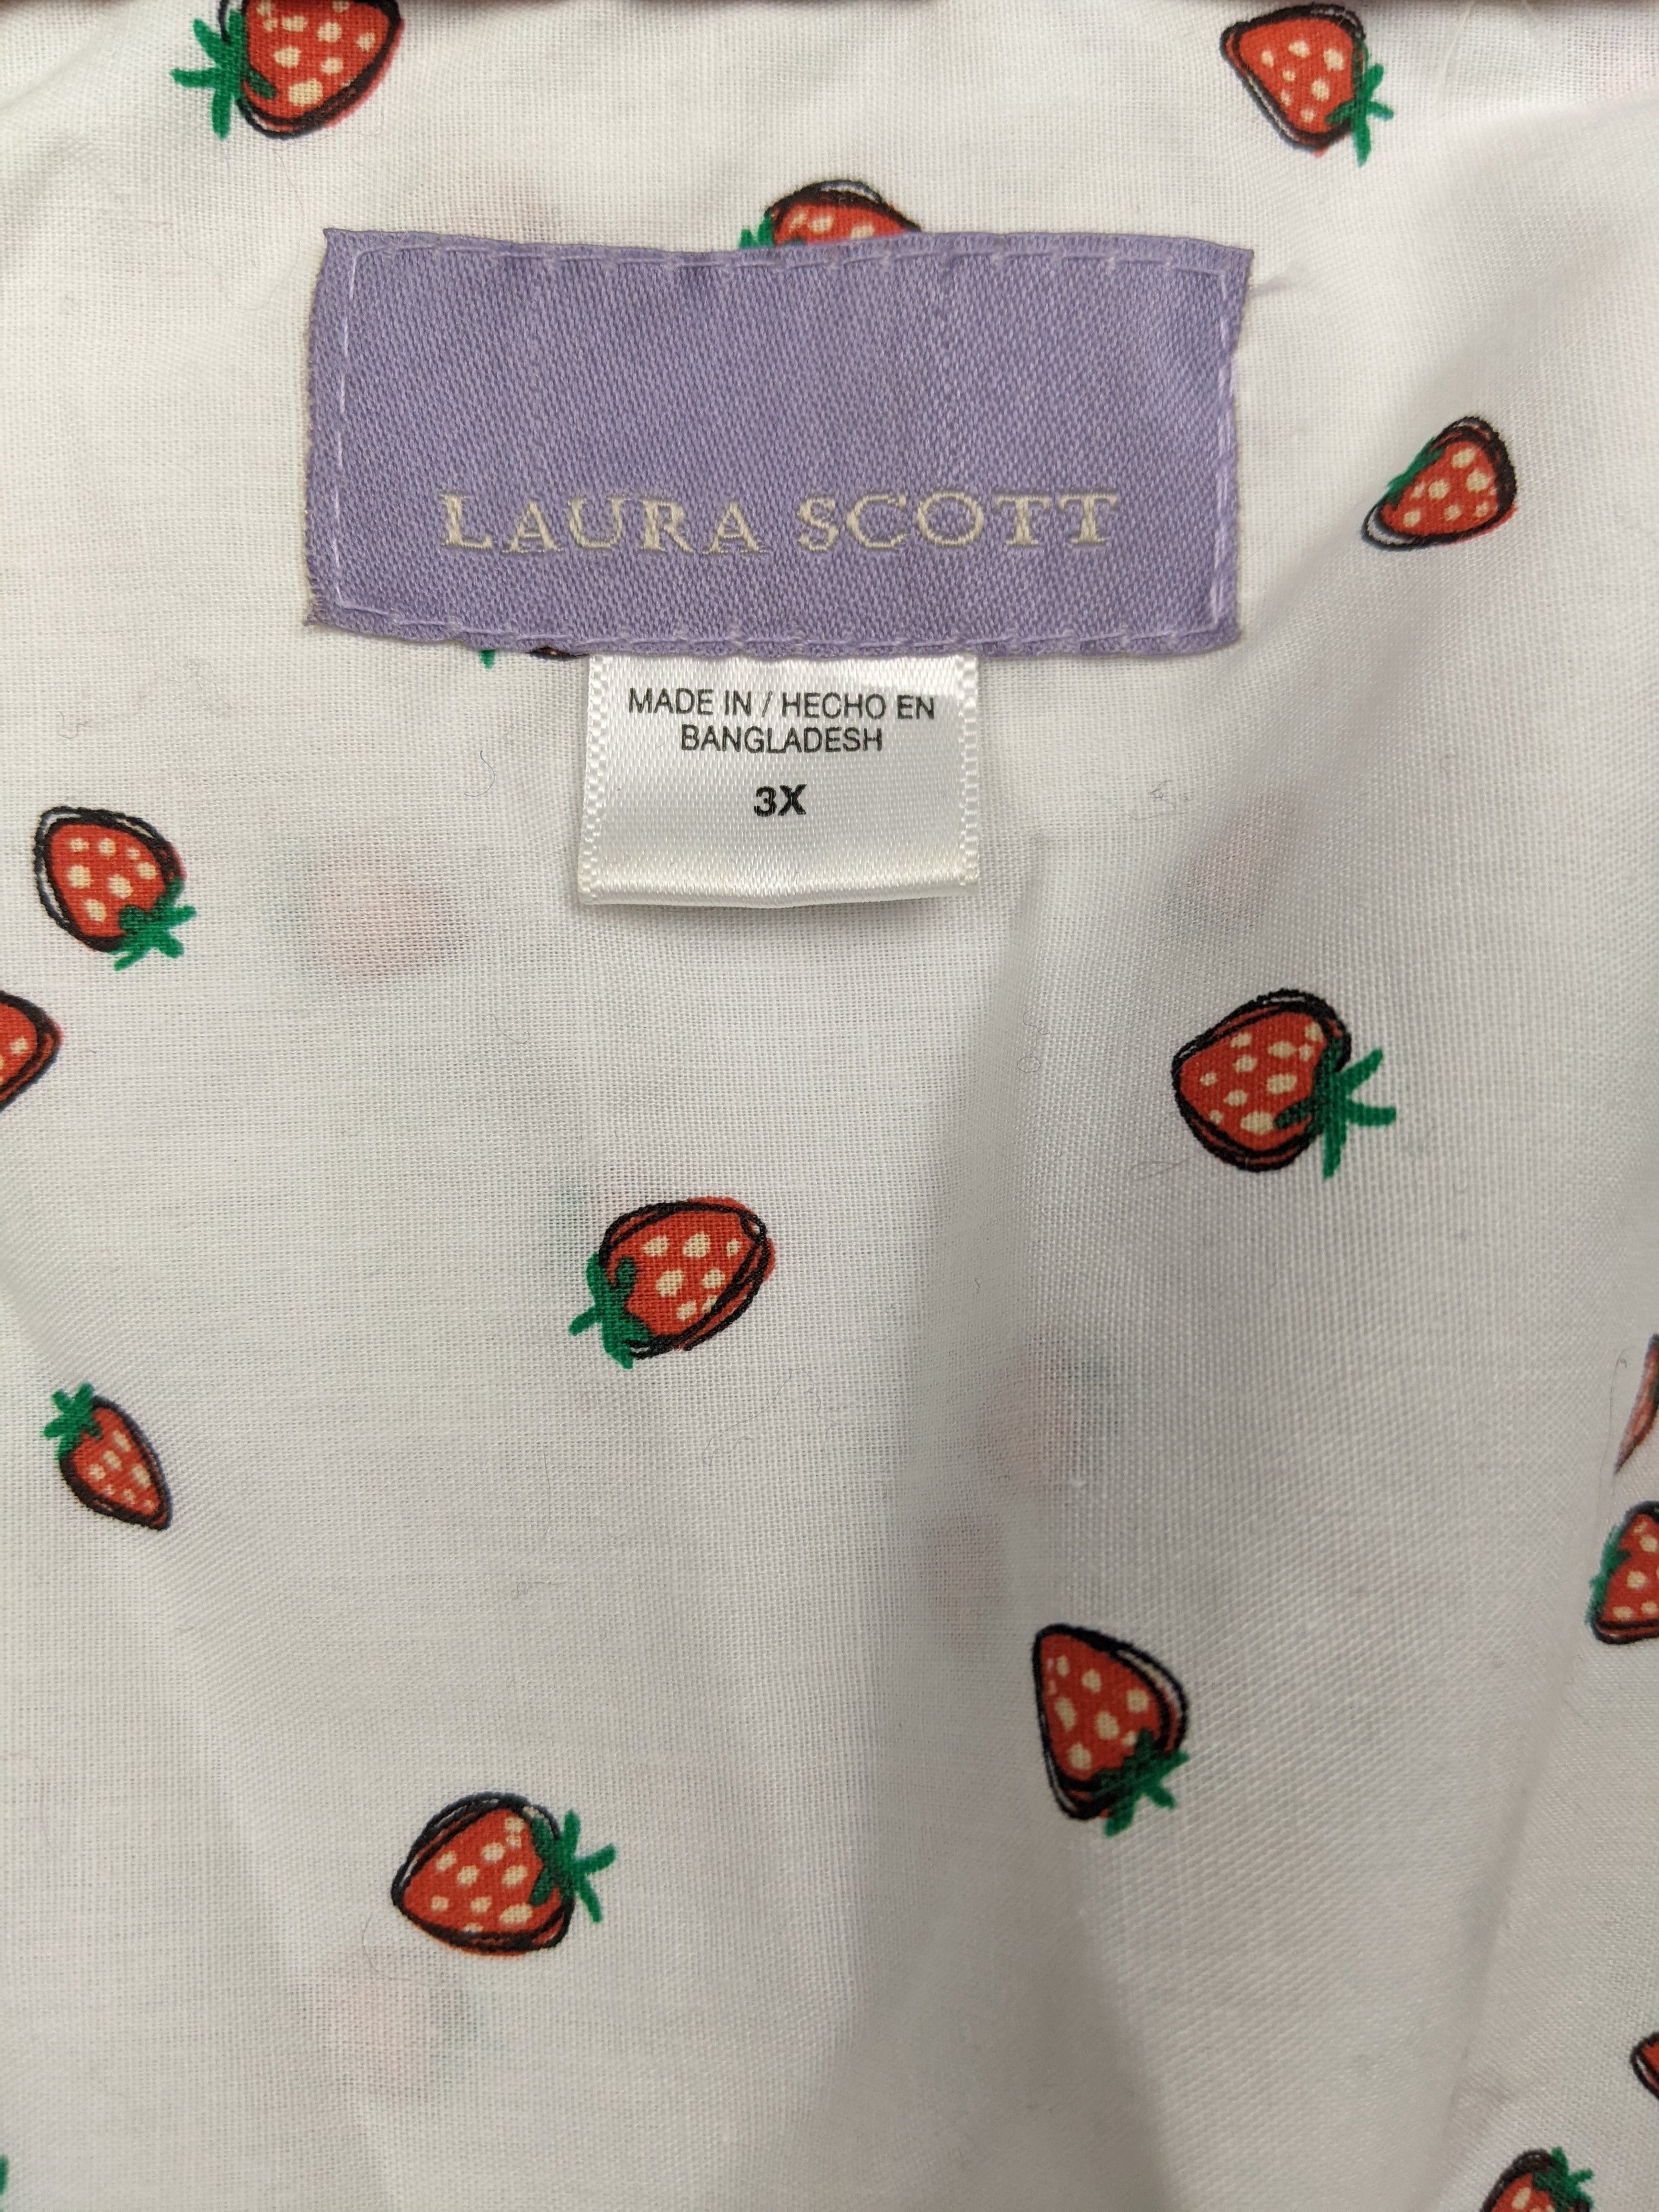 LAURA SCOTT
MADE IN / HECHO EN
BANGLADESH
3X